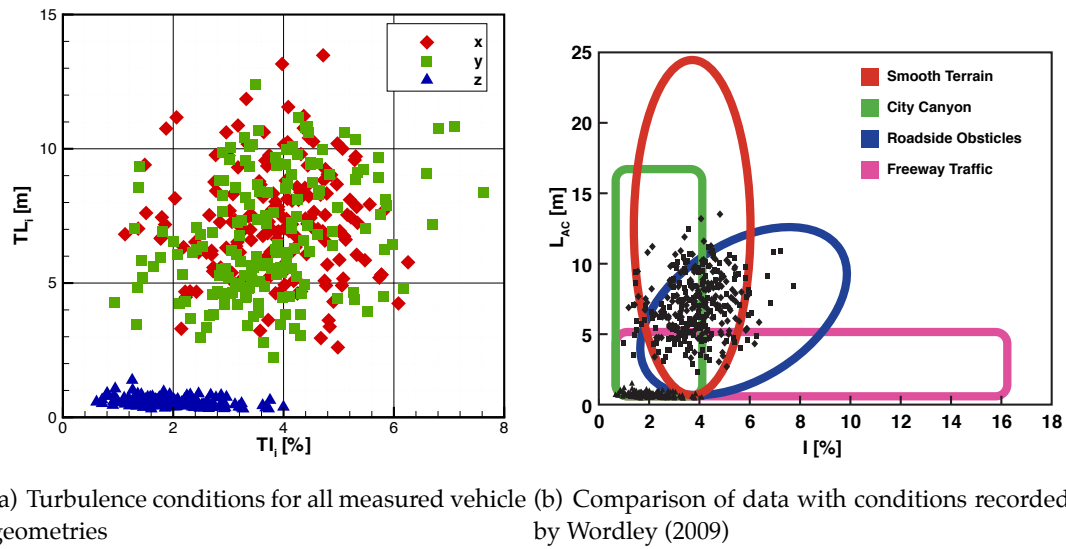 15
10
5
0
0
2
4
6
8
TL_i [m]
TI_i [%]
x
y
z
25
20
15
10
5
0
0
2
4
6
8
10
12
14
16
18
L_AC [m]
I [%]
Smooth Terrain
City Canyon
Roadside Obsticles
Freeway Traffic
a) Turbulence conditions for all measured vehicle
geometries
(b) Comparison of data with conditions recorded
by Wordley (2009)